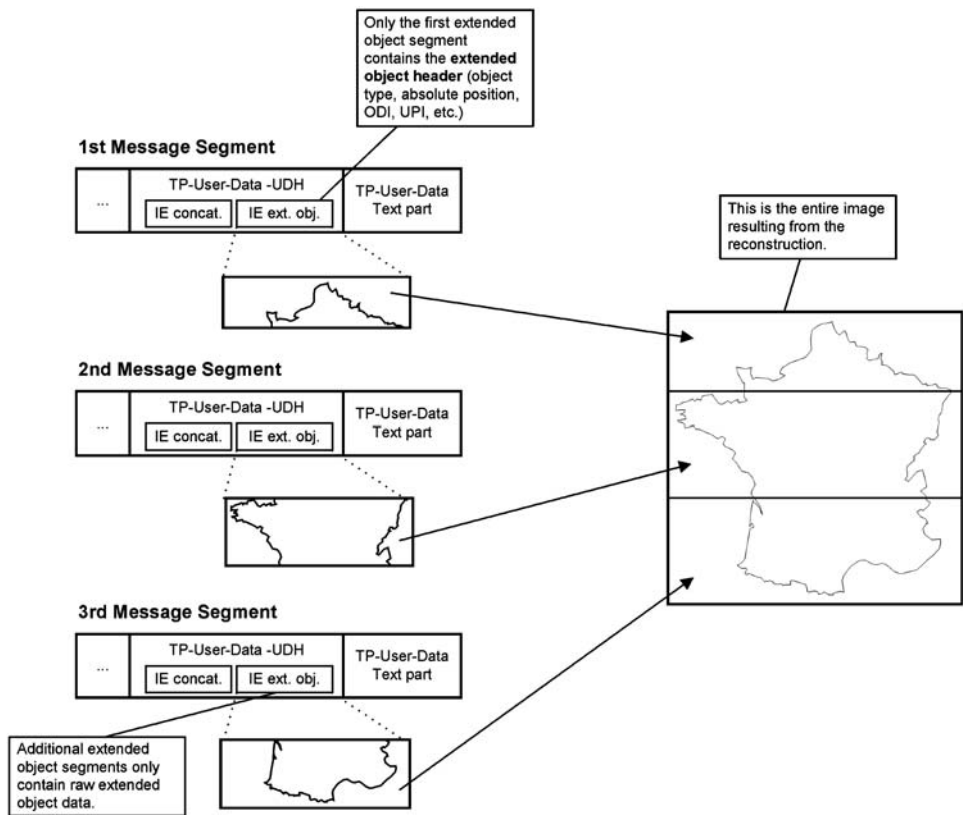 Only the first extended
object segment
contains the extended
object header (object
type, absolute position,
ODI, UPI, etc.)
1st Message Segment
...
TP-User-Data -UDH
IE concat.
IE ext. obj.
TP-User-Data
Text part
This is the entire image
resulting from the
reconstruction.
2nd Message Segment
...
TP-User-Data -UDH
IE concat.
IE ext. obj.
TP-User-Data
Text part
3rd Message Segment
...
TP-User-Data -UDH
IE concat.
IE ext. obj.
TP-User-Data
Text part
Additional extended
object segments only
contain raw extended
object data.